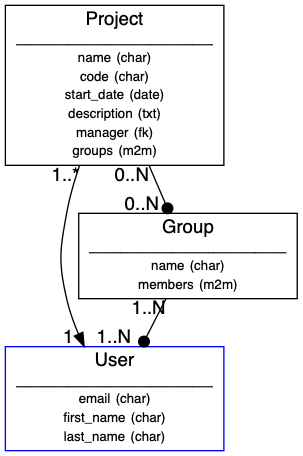 Project
name (char)
code (char)
start_date (date)
description (txt)
manager (fk)
groups (m2m)
1..* 0..N
0..N
Group
name (char)
members (m2m)
1..N
1 1..N
User
email (char)
first_name (char)
last_name (char)